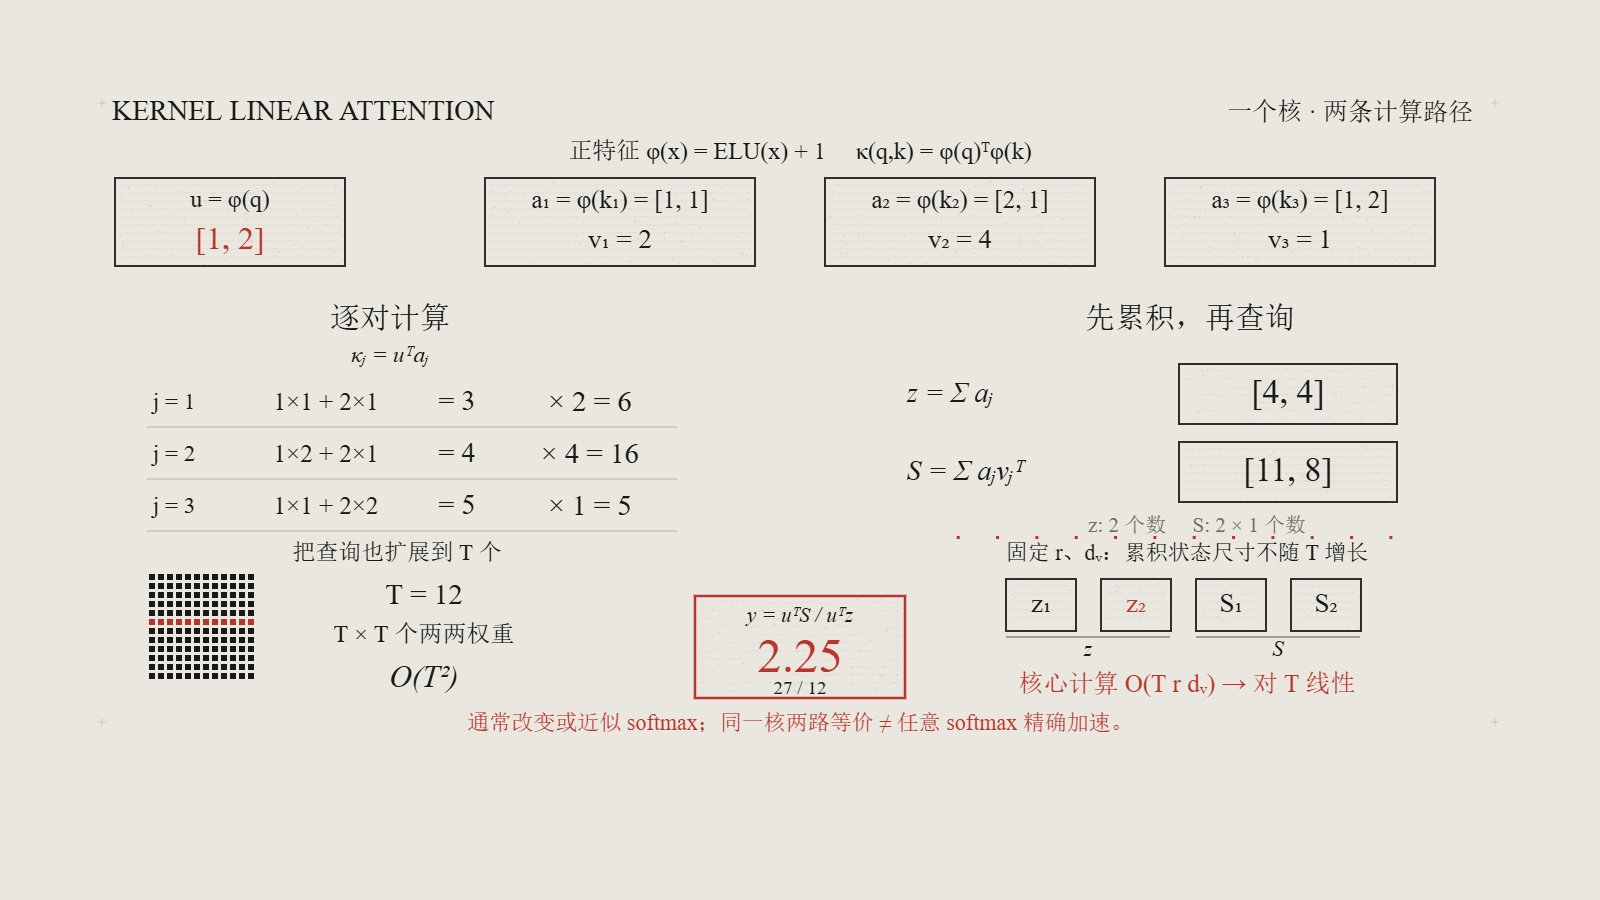 KERNEL LINEAR ATTENTION
一个核 · 两条计算路径
正特征 φ(x) = ELU(x) + 1 κ(q,k) = φ(q)ᵀφ(k)
u = φ(q)
[1, 2]
a₁ = φ(k₁) = [1, 1]
v₁ = 2
a₂ = φ(k₂) = [2, 1]
v₂ = 4
a₃ = φ(k₃) = [1, 2]
v₃ = 1
逐对计算
κⱼ = uᵀaⱼ
j = 1 1×1 + 2×1 = 3 × 2 = 6
j = 2 1×2 + 2×1 = 4 × 4 = 16
j = 3 1×1 + 2×2 = 5 × 1 = 5
把查询也扩展到 T 个
T = 12
T × T 个两两权重
O(T²)
先累积，再查询
z = Σ aⱼ [4, 4]
S = Σ aⱼvⱼᵀ [11, 8]
z: 2 个数 S: 2 × 1 个数
固定 r、dᵥ：累积状态尺寸不随 T 增长
z₁ z₂ S₁ S₂
z S
核心计算 O(T r dᵥ) → 对 T 线性
y = uᵀS / uᵀz
2.25
27 / 12
通常改变或近似 softmax；同一核两路等价 ≠ 任意 softmax 精确加速。